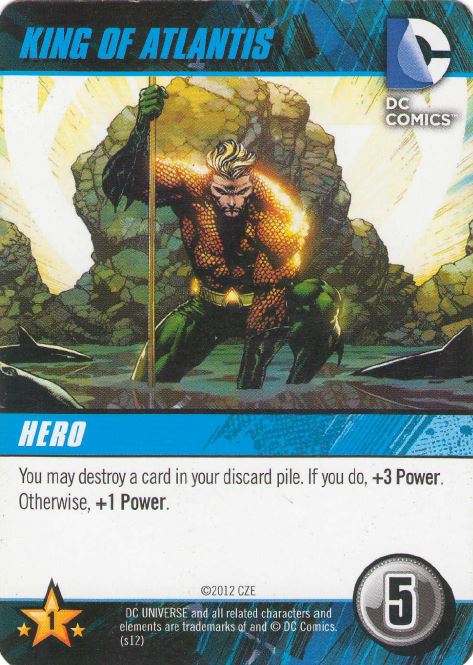 KING OF ATLANTIS
DC
COMICS™
HERO
You may destroy a card in your discard pile. If you do, +3 Power.
Otherwise, +1 Power.
©2012 CZE
1
DC UNIVERSE and all related characters and
elements are trademarks of and © DC Comics.
(s12)
5